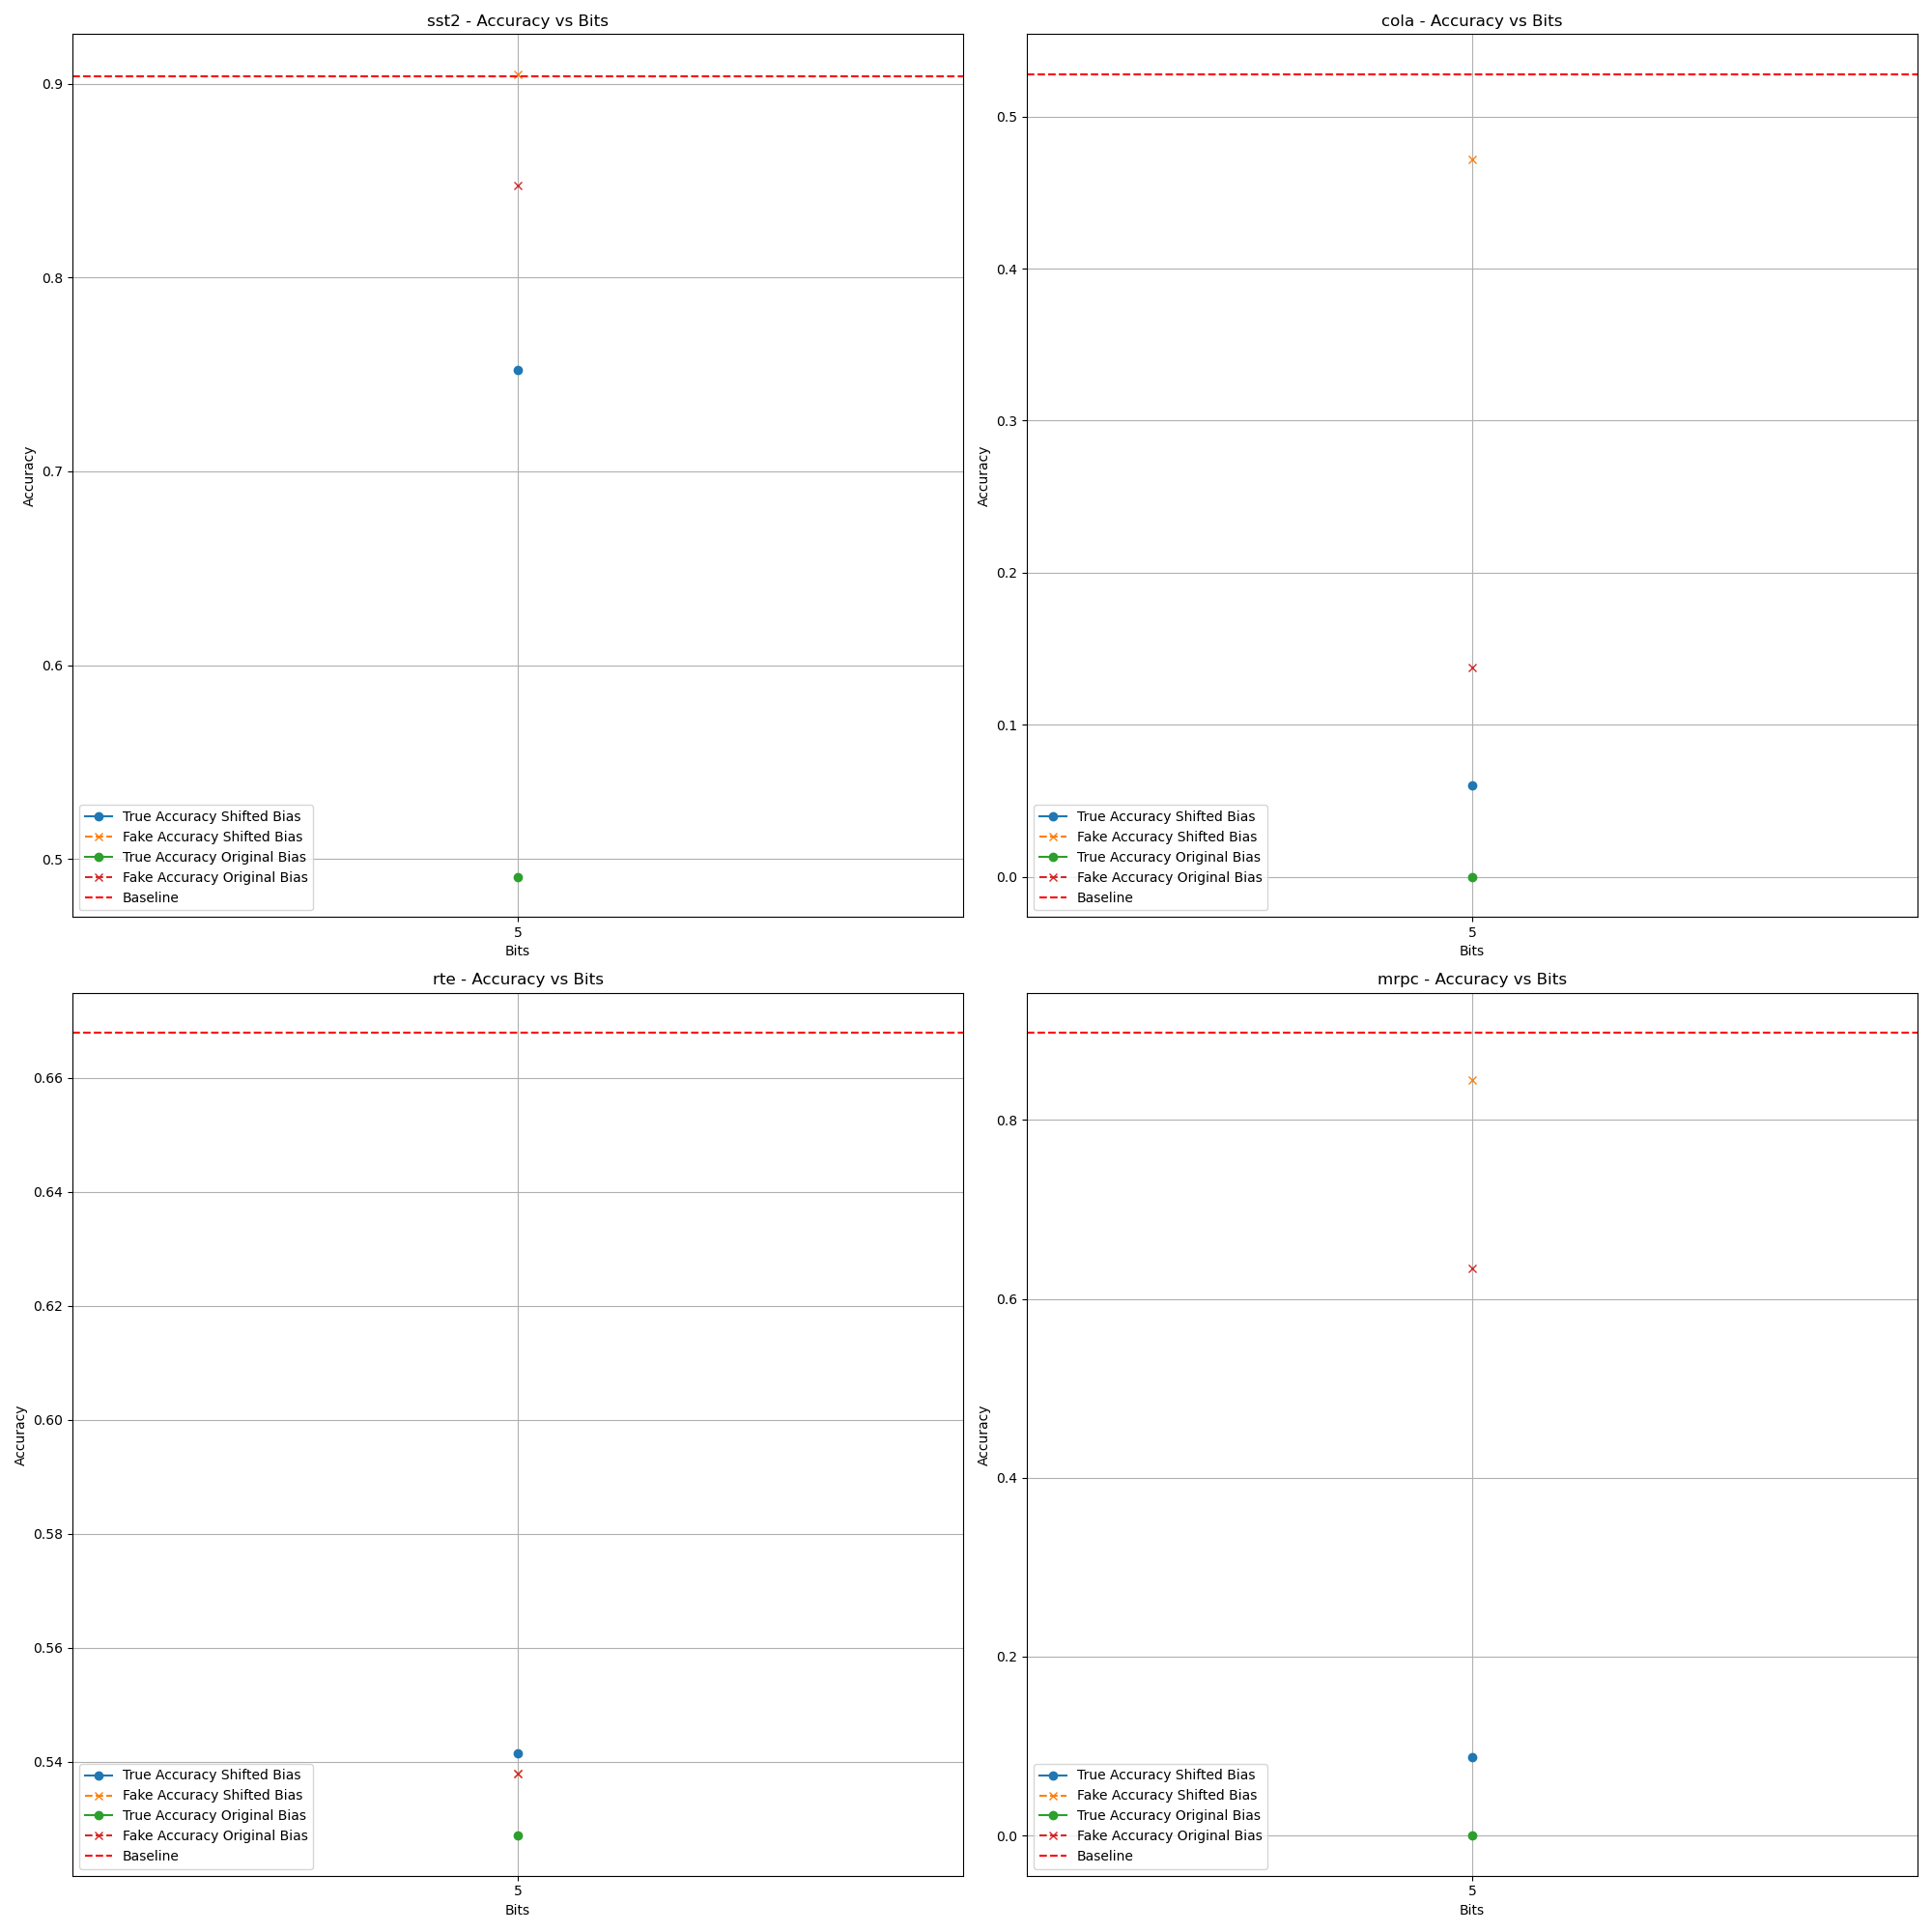 sst2 - Accuracy vs Bits
0.9
0.8
0.7
0.6
0.5
Accuracy
True Accuracy Shifted Bias
Fake Accuracy Shifted Bias
True Accuracy Original Bias
Fake Accuracy Original Bias
Baseline
5
Bits
cola - Accuracy vs Bits
0.5
0.4
0.3
0.2
0.1
0.0
Accuracy
True Accuracy Shifted Bias
Fake Accuracy Shifted Bias
True Accuracy Original Bias
Fake Accuracy Original Bias
Baseline
5
Bits
rte - Accuracy vs Bits
0.66
0.64
0.62
0.60
0.58
0.56
0.54
Accuracy
True Accuracy Shifted Bias
Fake Accuracy Shifted Bias
True Accuracy Original Bias
Fake Accuracy Original Bias
Baseline
5
Bits
mrpc - Accuracy vs Bits
0.8
0.6
0.4
0.2
0.0
Accuracy
True Accuracy Shifted Bias
Fake Accuracy Shifted Bias
True Accuracy Original Bias
Fake Accuracy Original Bias
Baseline
5
Bits